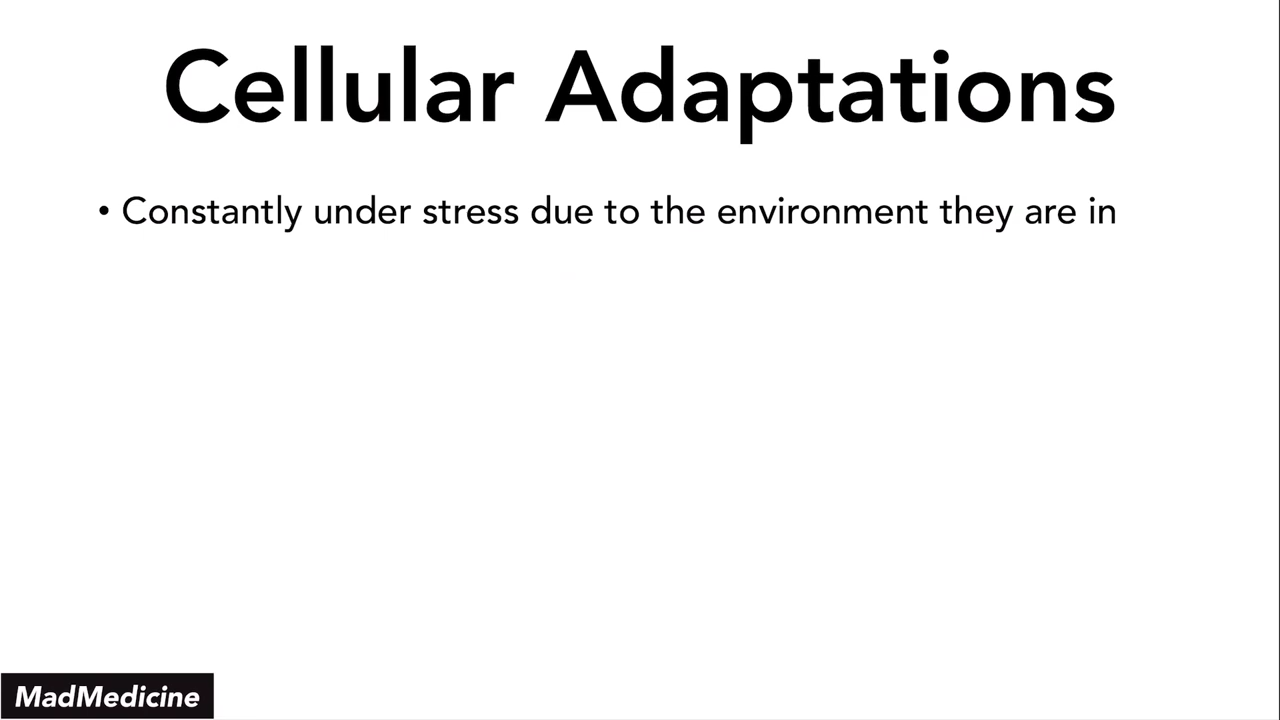 Cellular Adaptations
• Constantly under stress due to the environment they are in
MadMedicine